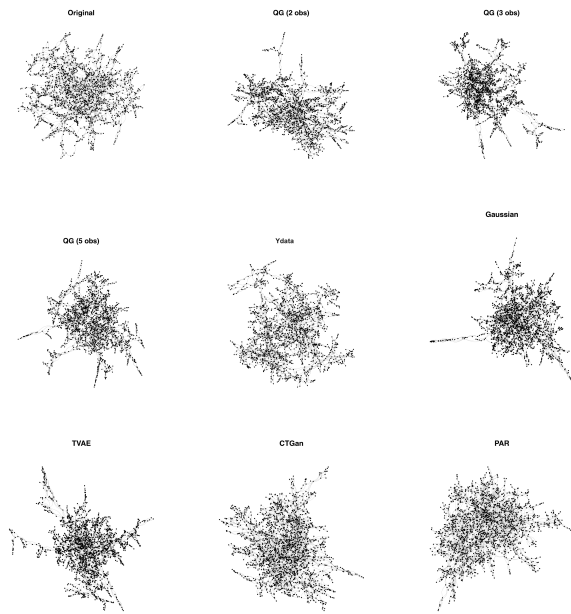 Original
QG (2 obs)
QG (3 obs)
QG (5 obs)
Ydata
Gaussian
TVAE
CTGan
PAR